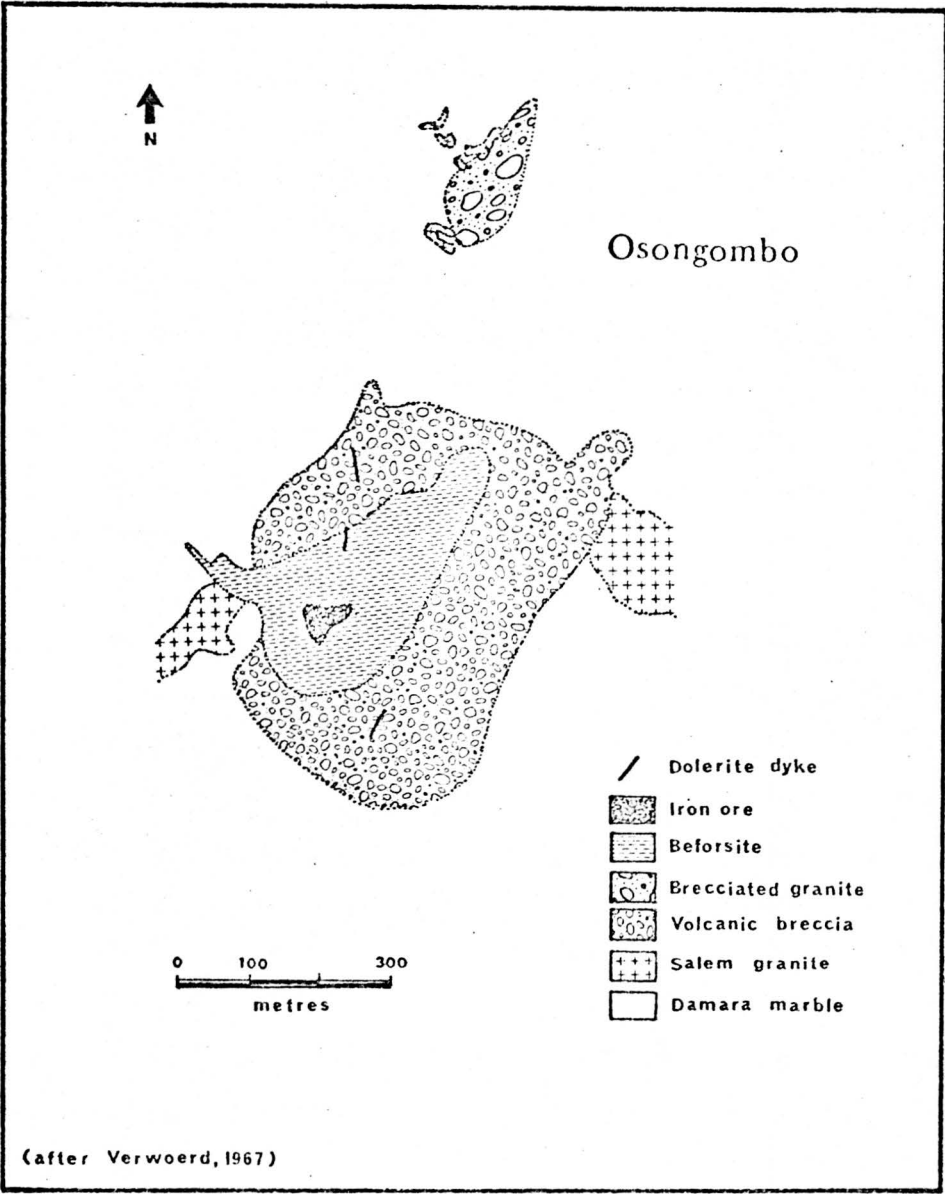 N
Osongombo
Dolerite dyke
Iron ore
Beforsite
Brecciated granite
Volcanic breccia
Salem granite
Damara marble
0 100 300
metres
(after Verwoerd, 1967)